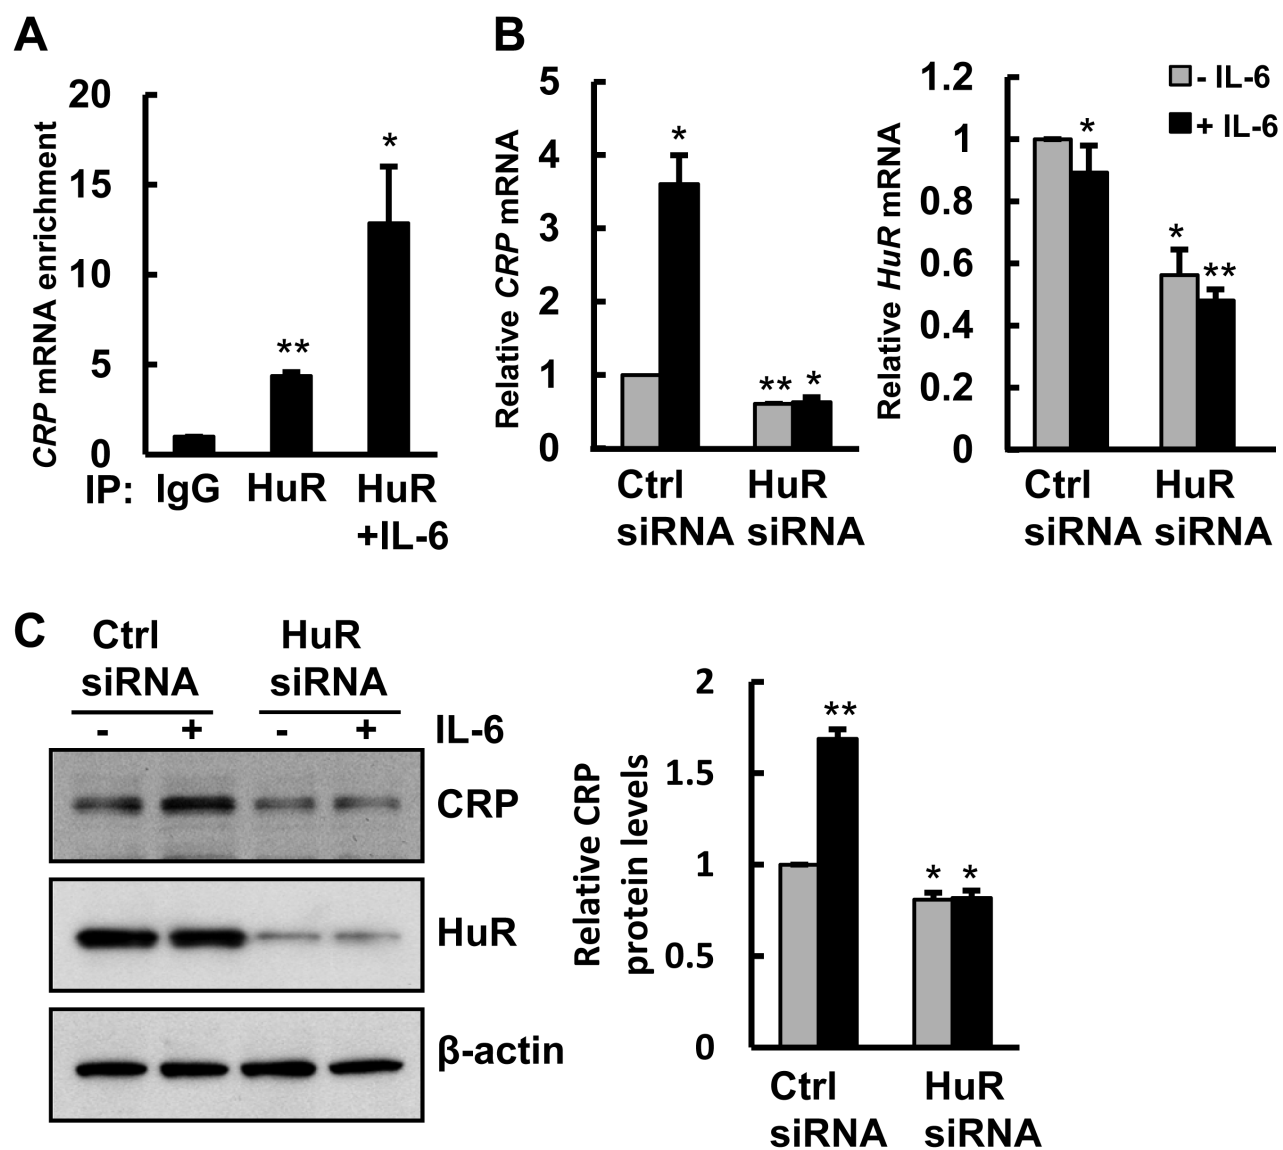 A
CRP mRNA enrichment
20
15
10
5
0
*
**
IP: IgG HuR HuR
+IL-6
B
Relative CRP mRNA
5
4
3
2
1
0
*
** *
Ctrl
siRNA
HuR
siRNA
Relative HuR mRNA
1.2
1
0.8
0.6
0.4
0.2
0
- IL-6
+ IL-6
*
*
**
Ctrl
siRNA
HuR
siRNA
C
Ctrl
siRNA
HuR
siRNA
- + - + IL-6
CRP
HuR
β-actin
Relative CRP
protein levels
2
1.5
1
0.5
0
**
* *
Ctrl
siRNA
HuR
siRNA